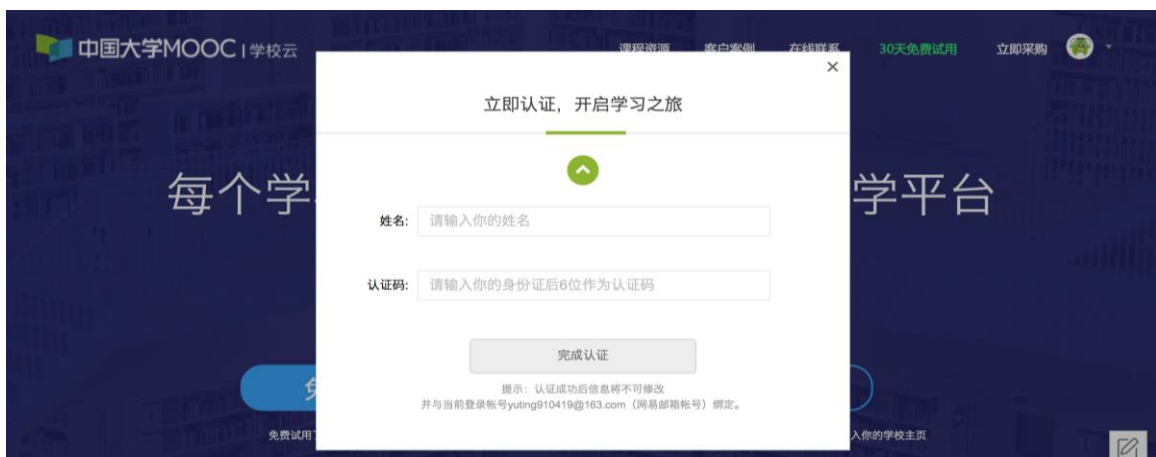 中国大学MOOC | 学校云
课程资源 客户案例 在线联系 30天免费试用 立即采购
立即认证，开启学习之旅
每个学 学平台
姓名: 请输入你的姓名
认证码: 请输入你的身份证后6位作为认证码
完成认证
提示：认证成功后信息将不可修改
并与当前登录帐号yuting910419@163.com（网易邮箱帐号）绑定。
免费试用 入你的学校主页